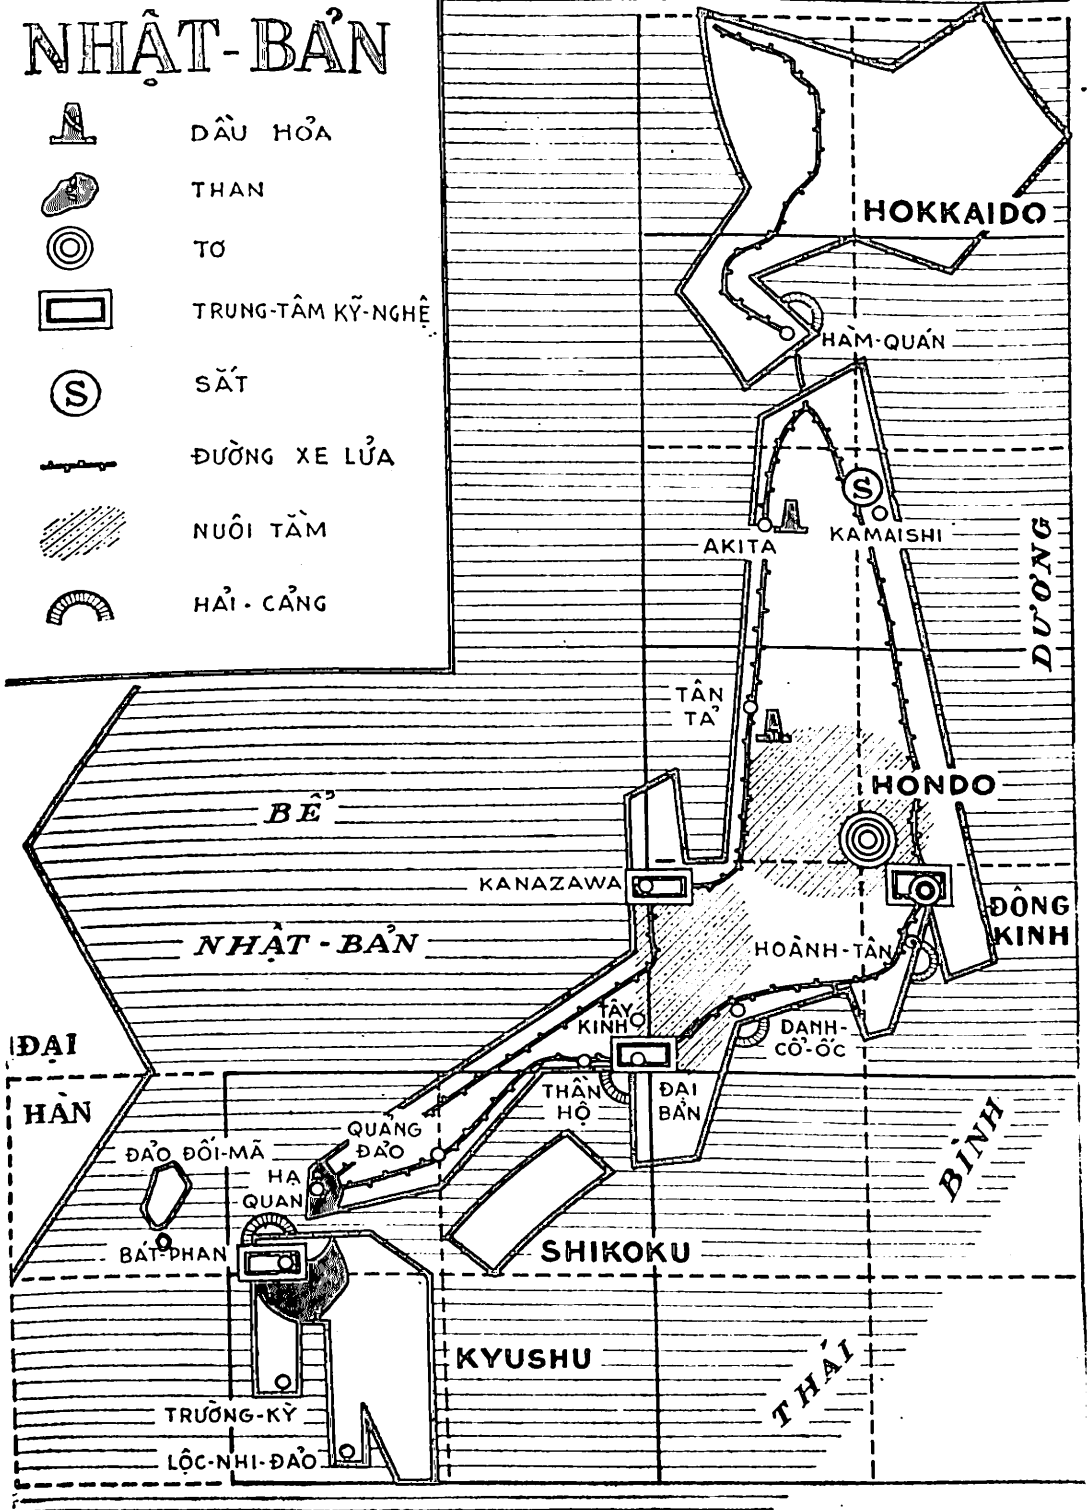 NHẬT-BẢN
DẦU HỎA
THAN
TƠ
TRUNG-TÂM KỸ-NGHỆ
S
SẮT
ĐƯỜNG XE LỬA
NUÔI TẰM
HẢI-CẢNG
HOKKAIDO
HÀM-QUÁN
S
AKITA
KAMAISHI
DƯƠNG
TÂN
TẢ
HONDO
BỂ
KANAZAWA
ĐÔNG
KINH
NHẬT-BẢN
HOÀNH-TÂN
TÂY
KINH
DANH-
CỔ-ỐC
ĐẠI
HÀN
THẦN
HỘ
ĐẠI
BẢN
QUẢNG
ĐẢO
BÌNH
ĐẢO ĐỐI-MÃ
HẠ
QUAN
BÁT-PHAN
SHIKOKU
KYUSHU
THÁI
TRƯỜNG-KỲ
LỘC-NHI-ĐẢO